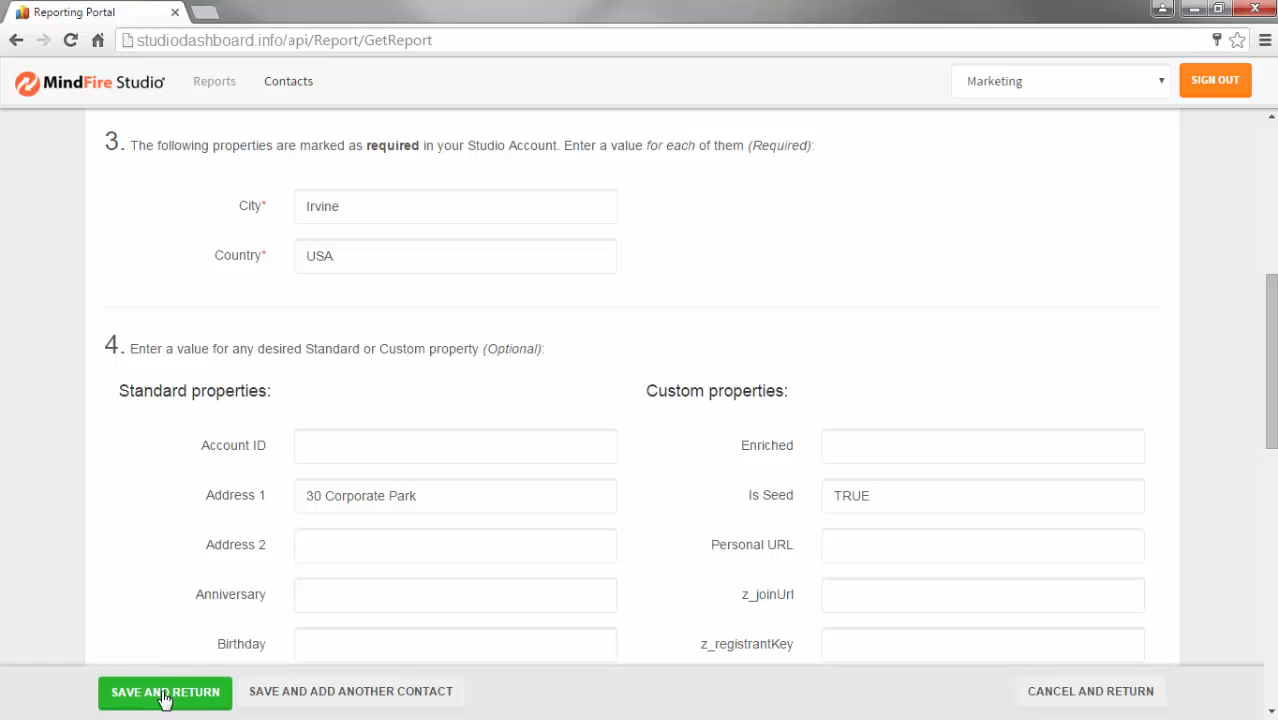 Reporting Portal
studiodashboard.info/api/Report/GetReport
MindFire Studio
Reports
Contacts
Marketing
SIGN OUT
3. The following properties are marked as required in your Studio Account. Enter a value for each of them (Required):
City* Irvine
Country* USA
4. Enter a value for any desired Standard or Custom property (Optional):
Standard properties:
Custom properties:
Account ID
Enriched
Address 1 30 Corporate Park
Is Seed TRUE
Address 2
Personal URL
Anniversary
z_joinUrl
Birthday
z_registrantKey
SAVE AND RETURN
SAVE AND ADD ANOTHER CONTACT
CANCEL AND RETURN